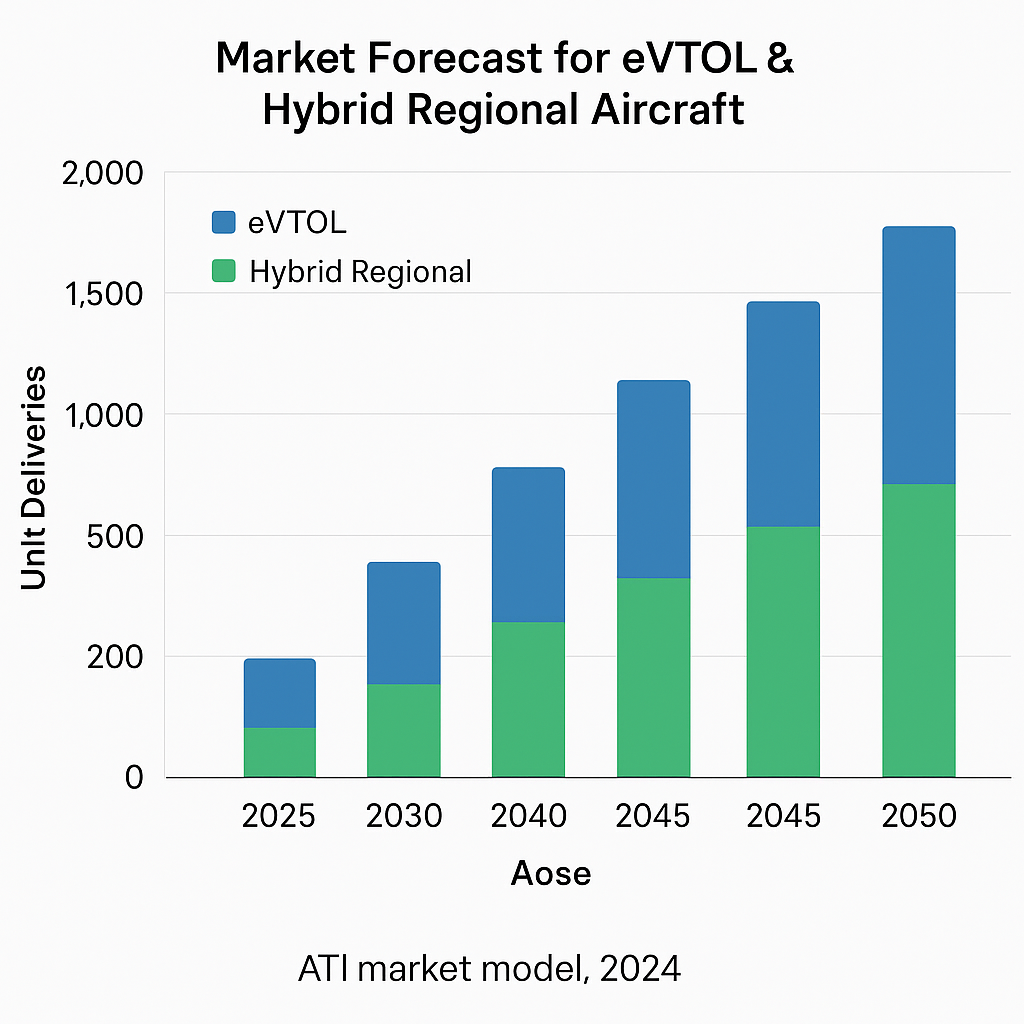 Market Forecast for eVTOL &
Hybrid Regional Aircraft
2,000
eVTOL
Hybrid Regional
1,500
1,000
500
200
0
UnIt Deliveries
2025 2030 2040 2045 2045 2050
Aose
ATI market model, 2024